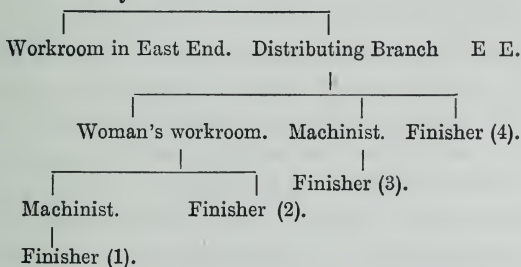 Workroom in East End. Distributing Branch E E.
Woman's workroom. Machinist. Finisher (4).
Finisher (3).
Machinist. Finisher (2).
Finisher (1).